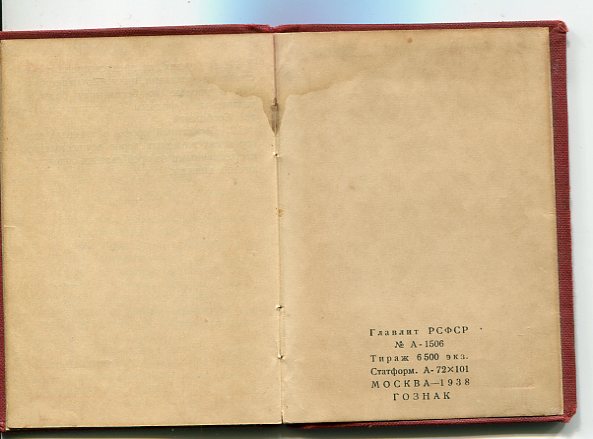 Главлит РСФСР
№ А-1506
Тираж 6500 экз.
Статформ. А-72×101
МОСКВА—1938
ГОЗНАК